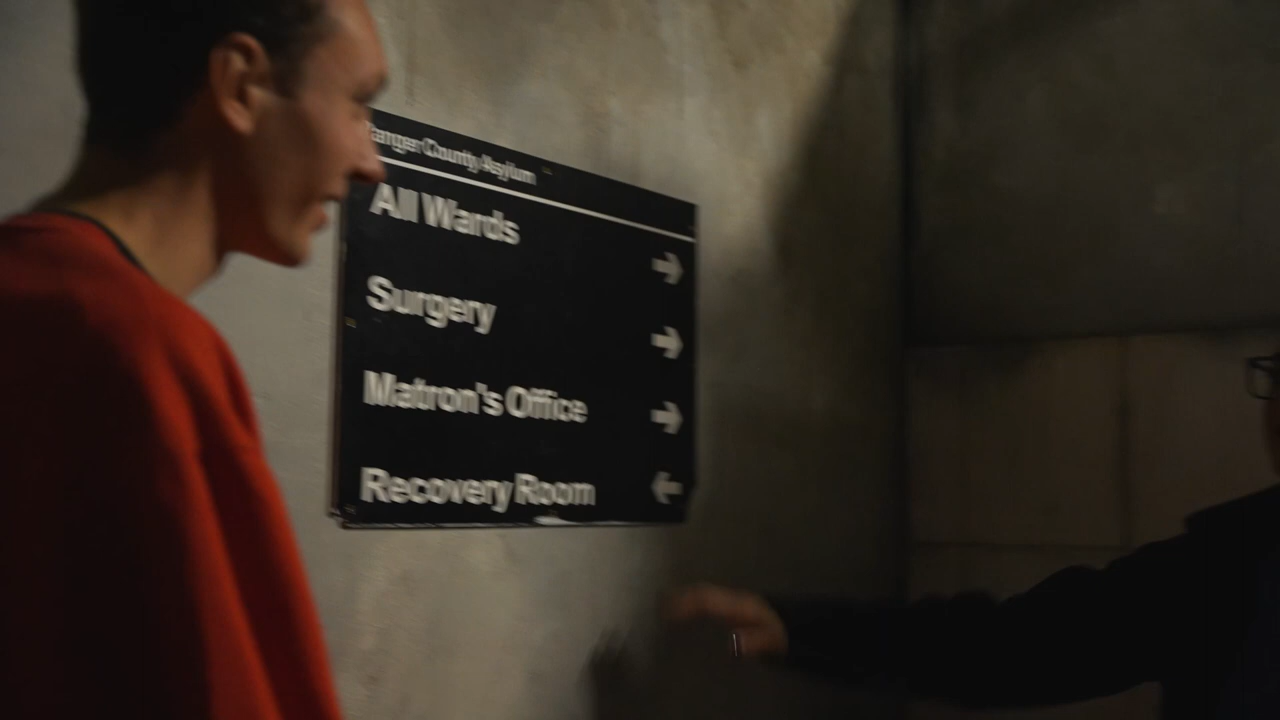 County Asylum
All Wards →
Surgery →
Matron's Office →
Recovery Room ←